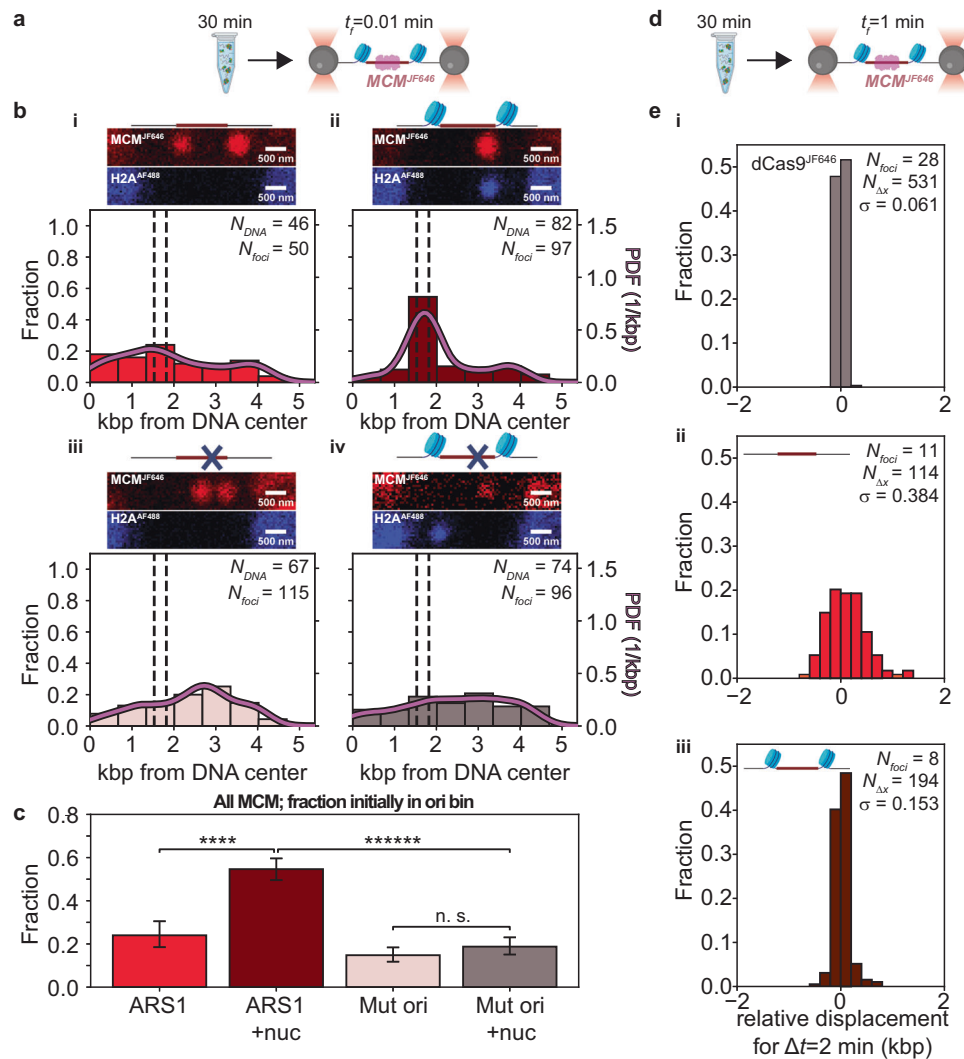 a
30 min
t_f=0.01 min
MCM^JF646
b
i
MCM^JF646
500 nm
H2A^AF488
500 nm
N_DNA = 46
N_foci = 50
1.0
0.8
0.6
0.4
0.2
0.0
Fraction
0 1 2 3 4 5
kbp from DNA center
ii
MCM^JF646
500 nm
H2A^AF488
500 nm
N_DNA = 82
N_foci = 97
1.5
1.0
0.5
0.0
PDF (1/kbp)
0 1 2 3 4 5
kbp from DNA center
iii
MCM^JF646
500 nm
H2A^AF488
500 nm
N_DNA = 67
N_foci = 115
1.0
0.8
0.6
0.4
0.2
0.0
Fraction
0 1 2 3 4 5
kbp from DNA center
iv
MCM^JF646
500 nm
H2A^AF488
500 nm
N_DNA = 74
N_foci = 96
1.5
1.0
0.5
0.0
PDF (1/kbp)
0 1 2 3 4 5
kbp from DNA center
c
All MCM; fraction initially in ori bin
0.8
0.6
0.4
0.2
0.0
Fraction
****
******
n. s.
ARS1
ARS1
+nuc
Mut ori
Mut ori
+nuc
d
30 min
t_f=1 min
MCM^JF646
e
i
dCas9^JF646
N_foci = 28
N_Δx = 531
σ = 0.061
0.5
0.4
0.3
0.2
0.1
0.0
Fraction
−2 0 2
ii
N_foci = 11
N_Δx = 114
σ = 0.384
0.5
0.4
0.3
0.2
0.1
0.0
Fraction
−2 0 2
iii
N_foci = 8
N_Δx = 194
σ = 0.153
0.5
0.4
0.3
0.2
0.1
0.0
Fraction
−2 0 2
relative displacement
for Δt=2 min (kbp)